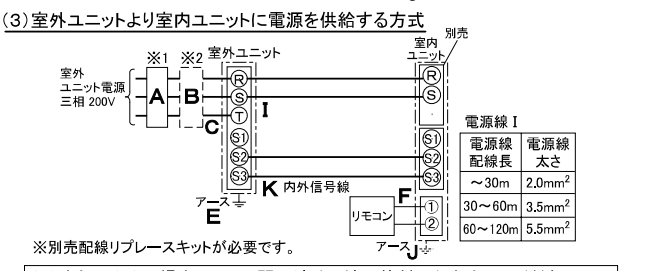 (3)室外ユニットより室内ユニットに電源を供給する方式
※1 ※2 室外ユニット
室内
ユニット
別売
室外
ユニット電源
三相 200V
A
B
C
R
S
T
S1
S2
S3
I
R
S
S1
S2
S3
K 内外信号線
アース
E
F
リモコン
①
②
アース
J
電源線 I
電源線
配線長
電源線
太さ
～30m 2.0mm²
30～60m 3.5mm²
60～120m 5.5mm²
※別売配線リプレースキットが必要です。